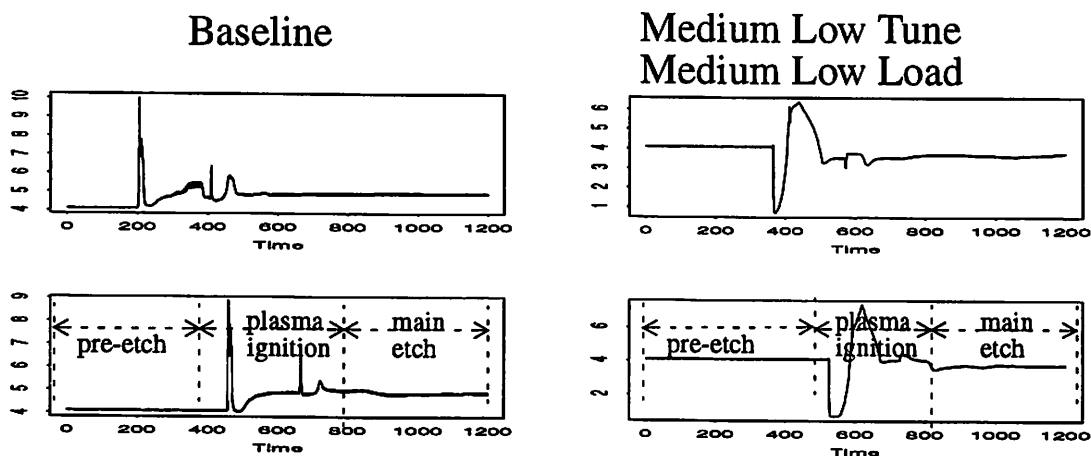 Baseline
Medium Low Tune
Medium Low Load
4 5 6 7 8 9 10
0 200 400 600 800 1000 1200
Time
1 2 3 4 5 6
0 200 400 600 800 1000 1200
Time
4 5 6 7 8 9
pre-etch
plasma
ignition
main
etch
0 200 400 600 800 1000 1200
Time
2 4 6
pre-etch
plasma
ignition
main
etch
0 200 400 600 800 1000 1200
Time